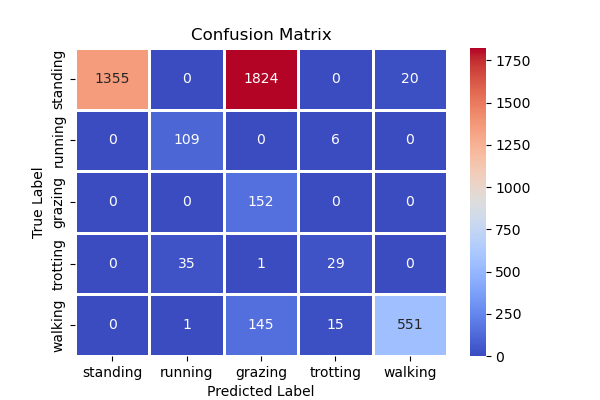 Confusion Matrix
True Label
standing 1355 0 1824 0 20
running 0 109 0 6 0
grazing 0 0 152 0 0
trotting 0 35 1 29 0
walking 0 1 145 15 551
standing running grazing trotting walking
Predicted Label
1750
1500
1250
1000
750
500
250
0